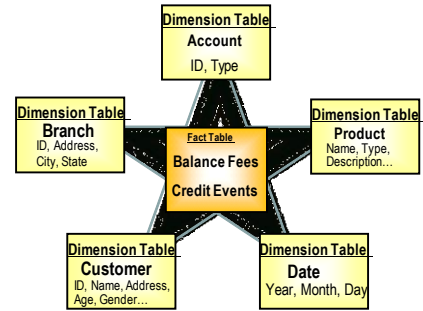 Dimension Table
Account
ID, Type
Dimension Table
Branch
ID, Address,
City, State
Fact Table
Balance Fees
Credit Events
Dimension Table
Product
Name, Type,
Description…
Dimension Table
Customer
ID, Name, Address,
Age, Gender…
Dimension Table
Date
Year, Month, Day